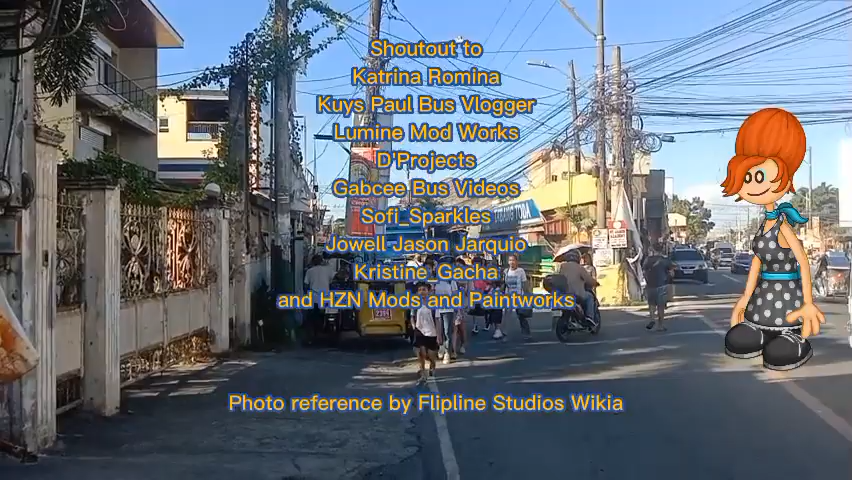 Shoutout to
Katrina Romina
Kuys Paul Bus Vlogger
Lumine Mod Works
D'Projects
Gabcee Bus Videos
Sofi_Sparkles
Jowell Jason Jarquio
Kristine_Gacha_
and HZN Mods and Paintworks
Photo reference by Flipline Studios Wikia